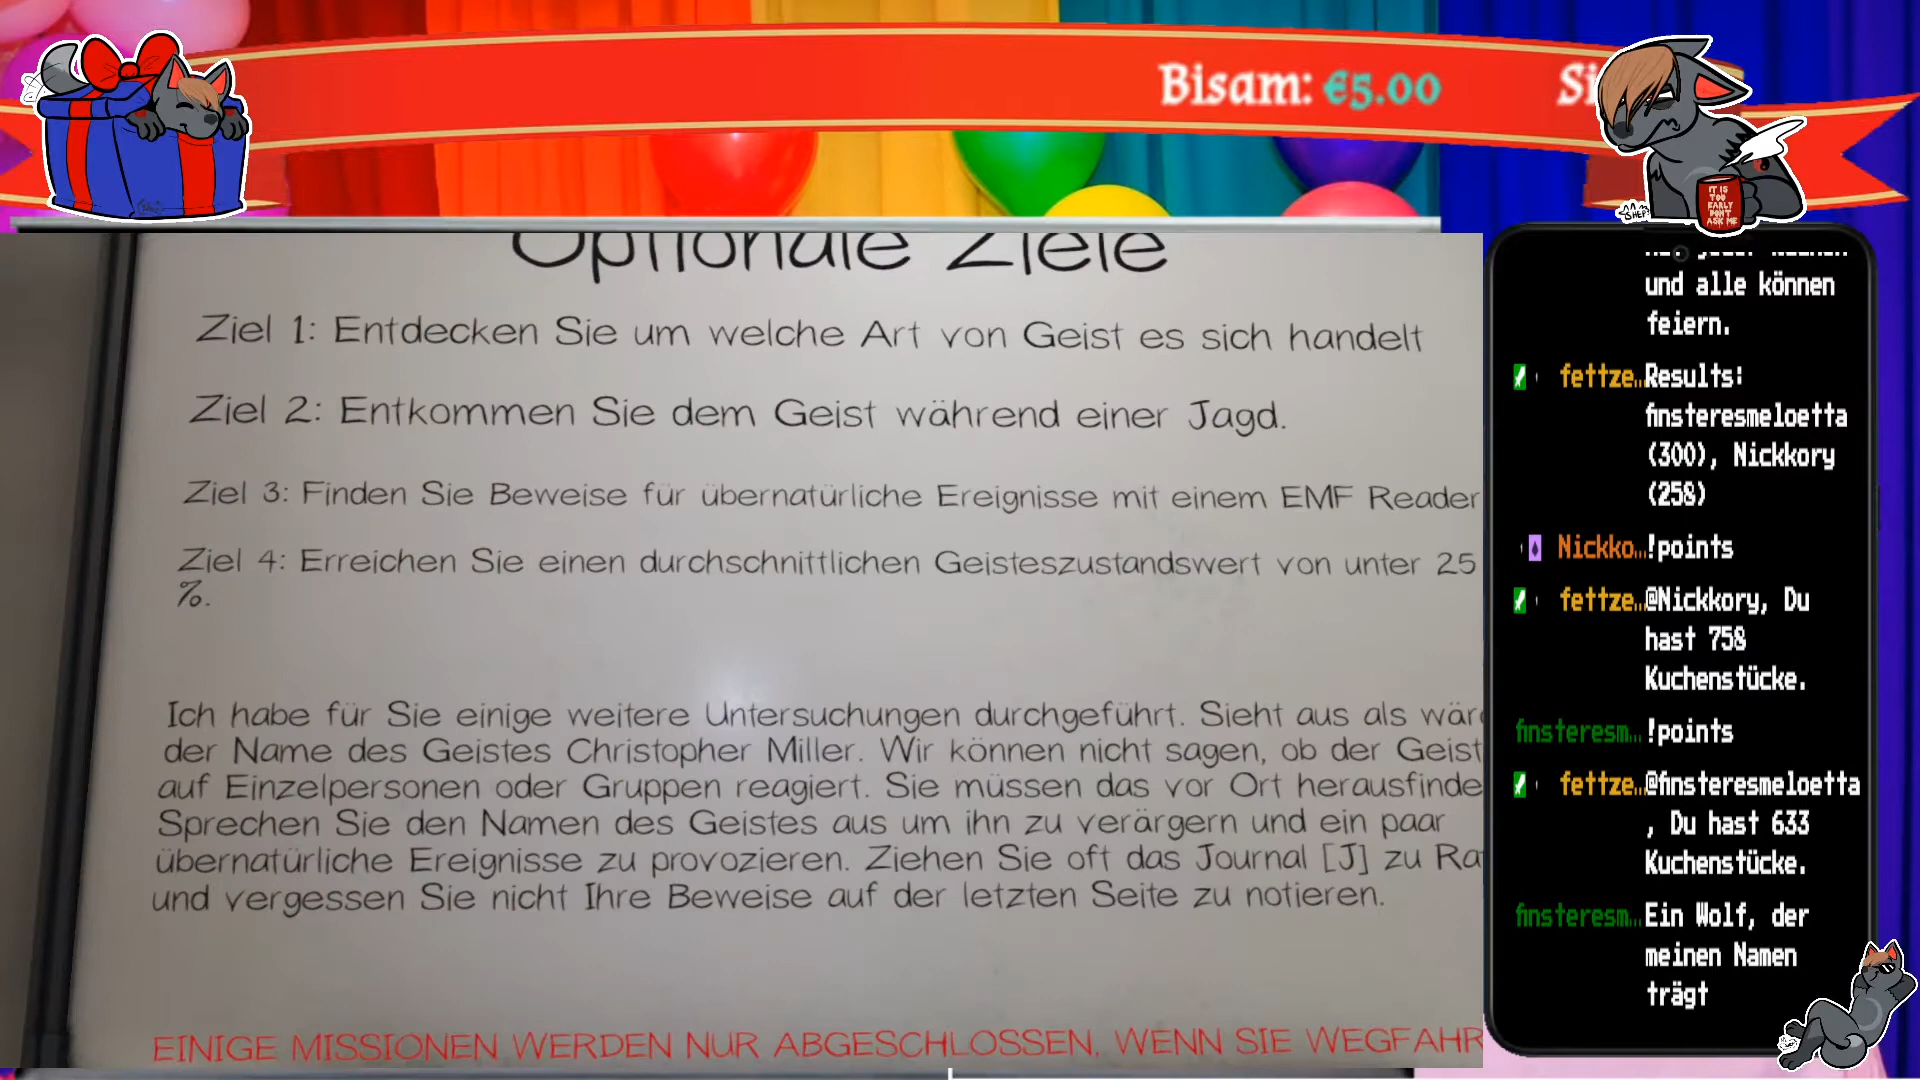 Bisam: €5.00
Si
IT IS
TOO
EARLY
DON'T
ASK ME
Optionale Ziele
Ziel 1: Entdecken Sie um welche Art von Geist es sich handelt
Ziel 2: Entkommen Sie dem Geist während einer Jagd.
Ziel 3: Finden Sie Beweise für übernatürliche Ereignisse mit einem EMF Reader
Ziel 4: Erreichen Sie einen durchschnittlichen Geisteszustandswert von unter 25
%.
Ich habe für Sie einige weitere Untersuchungen durchgeführt. Sieht aus als wär
der Name des Geistes Christopher Miller. Wir können nicht sagen, ob der Geist
auf Einzelpersonen oder Gruppen reagiert. Sie müssen das vor Ort herausfinde
Sprechen Sie den Namen des Geistes aus um ihn zu verärgern und ein paar
übernatürliche Ereignisse zu provozieren. Ziehen Sie oft das Journal [J] zu Ra
und vergessen Sie nicht Ihre Beweise auf der letzten Seite zu notieren.
EINIGE MISSIONEN WERDEN NUR ABGESCHLOSSEN, WENN SIE WEGFAHR
und alle können
feiern.
fettze…Results:
finsteresmeloetta
(300), Nickkory
(258)
Nickko…!points
fettze…@Nickkory, Du
hast 758
Kuchenstücke.
finsteresm…!points
fettze…@finsteresmeloetta
, Du hast 633
Kuchenstücke.
finsteresm…Ein Wolf, der
meinen Namen
trägt